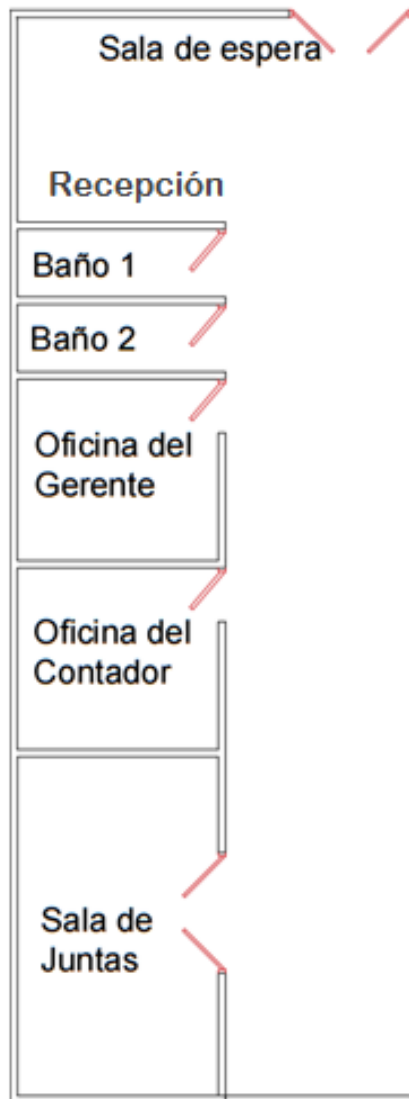 Sala de espera
Recepción
Baño 1
Baño 2
Oficina del
Gerente
Oficina del
Contador
Sala de
Juntas